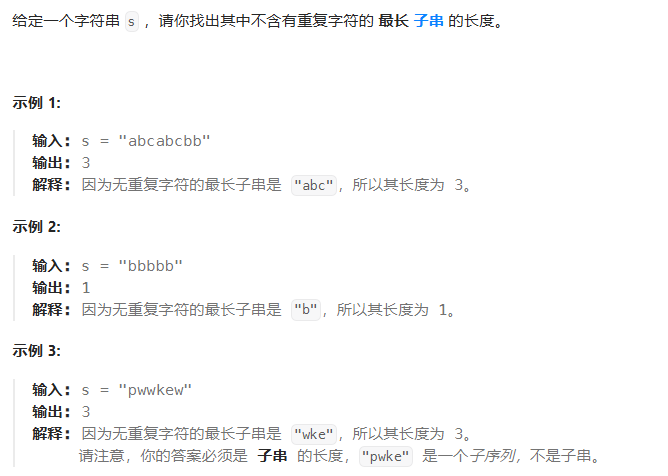 给定一个字符串 s ，请你找出其中不含有重复字符的 最长 子串 的长度。
示例 1:
输入: s = "abcabcbb"
输出: 3
解释: 因为无重复字符的最长子串是 "abc"，所以其长度为 3。
示例 2:
输入: s = "bbbbb"
输出: 1
解释: 因为无重复字符的最长子串是 "b"，所以其长度为 1。
示例 3:
输入: s = "pwwkew"
输出: 3
解释: 因为无重复字符的最长子串是 "wke"，所以其长度为 3。
请注意，你的答案必须是 子串 的长度，"pwke" 是一个子序列，不是子串。